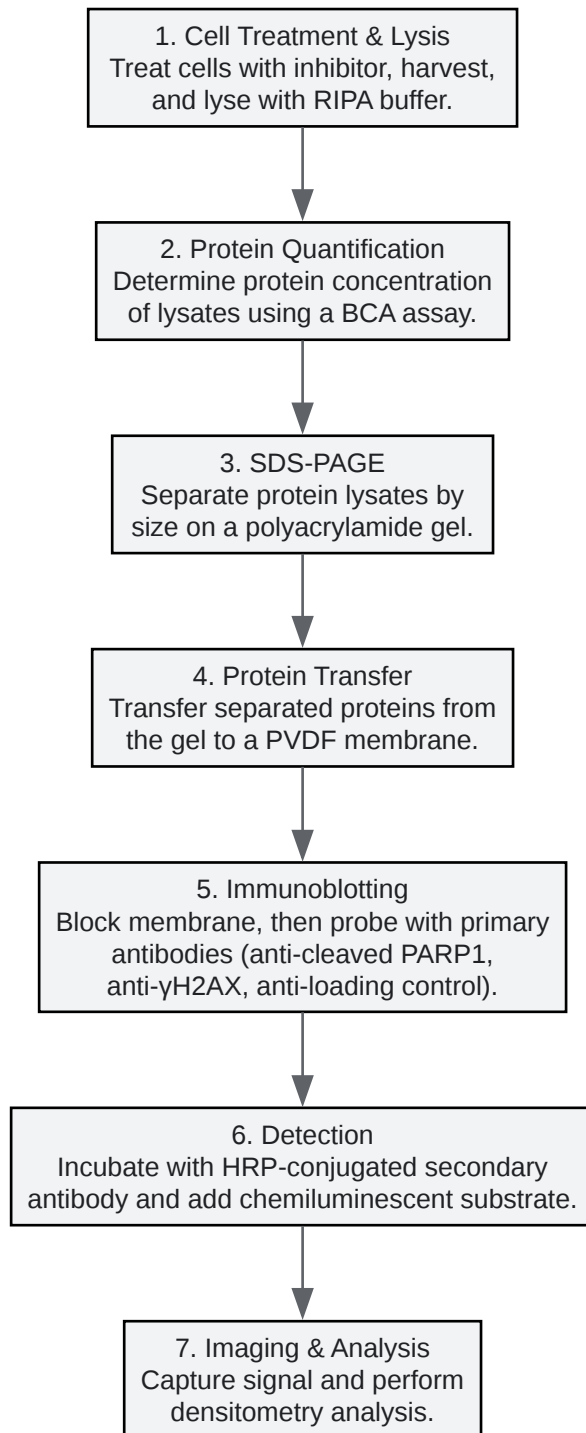 1. Cell Treatment & Lysis
Treat cells with inhibitor, harvest,
and lyse with RIPA buffer.
2. Protein Quantification
Determine protein concentration
of lysates using a BCA assay.
3. SDS-PAGE
Separate protein lysates by
size on a polyacrylamide gel.
4. Protein Transfer
Transfer separated proteins from
the gel to a PVDF membrane.
5. Immunoblotting
Block membrane, then probe with primary
antibodies (anti-cleaved PARP1,
anti-γH2AX, anti-loading control).
6. Detection
Incubate with HRP-conjugated secondary
antibody and add chemiluminescent substrate.
7. Imaging & Analysis
Capture signal and perform
densitometry analysis.